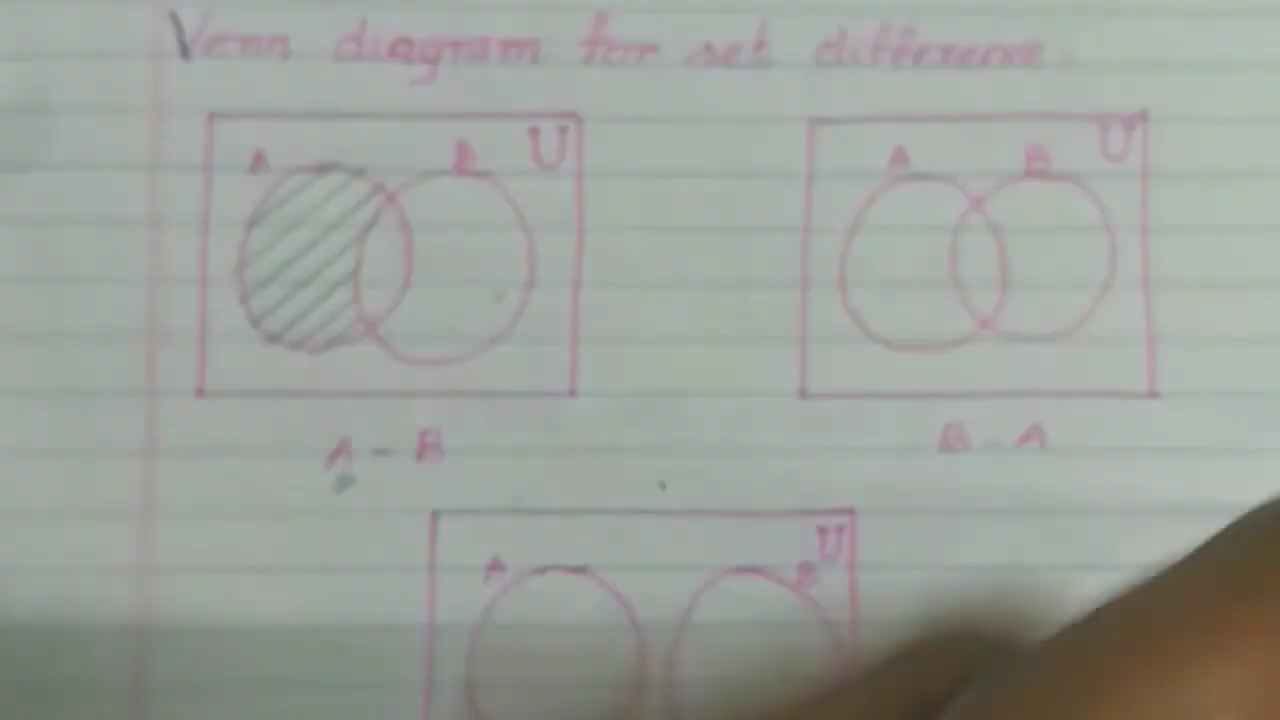 Venn diagram for set difference.
A B U
A B U
A - B
B - A
A B U